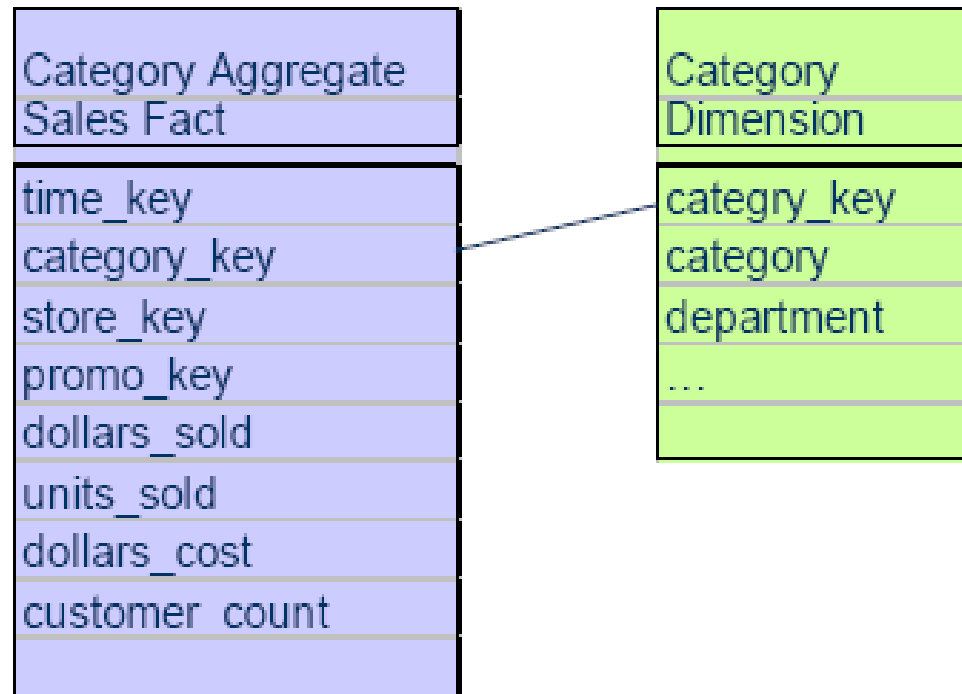 Category Aggregate
Sales Fact
time_key
category_key
store_key
promo_key
dollars_sold
units_sold
dollars_cost
customer_count
Category
Dimension
categry_key
category
department
...